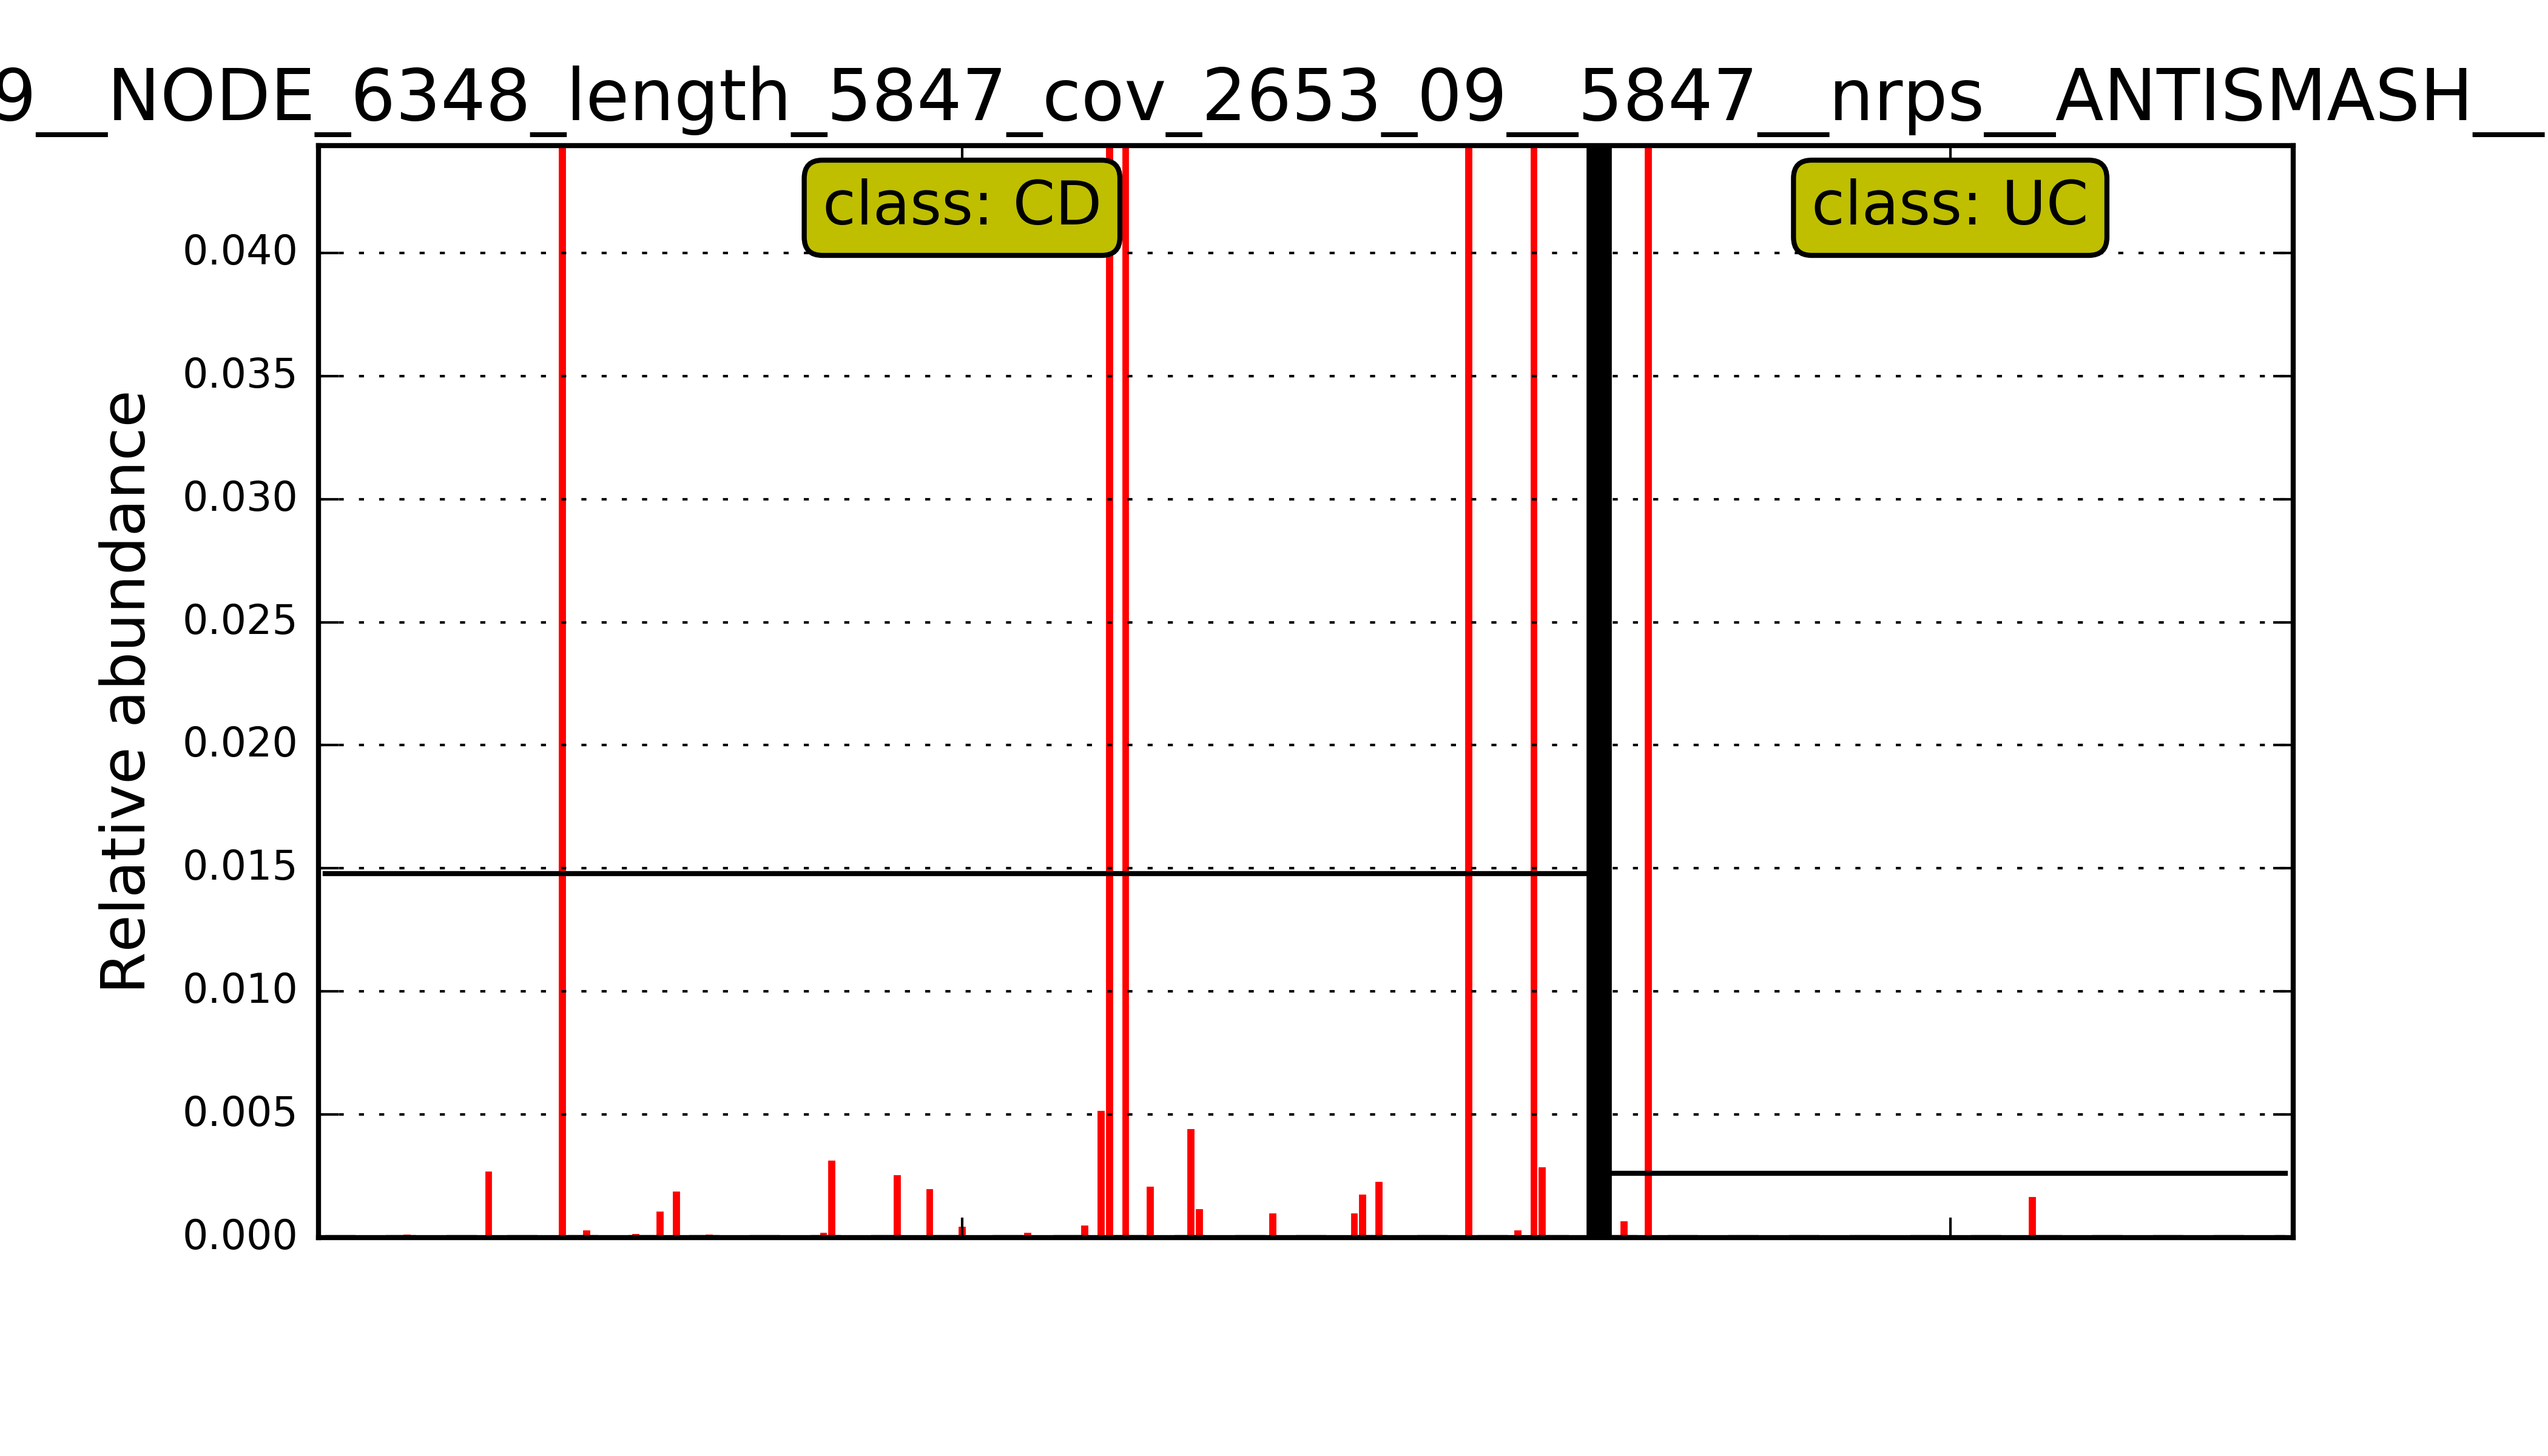 9__NODE_6348_length_5847_cov_2653_09__5847__nrps__ANTISMASH__
class: CD
class: UC
Relative abundance
0.040
0.035
0.030
0.025
0.020
0.015
0.010
0.005
0.000